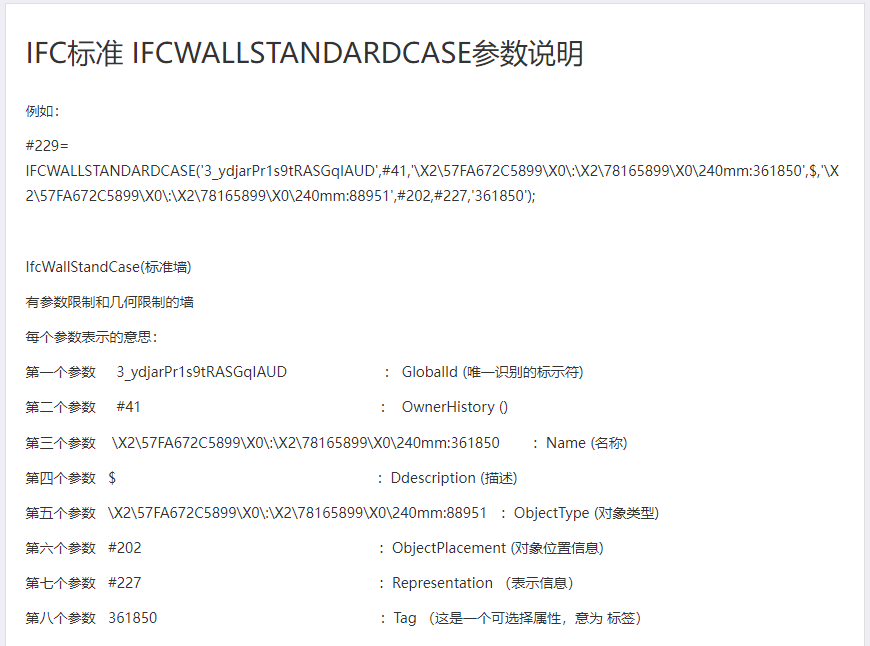 IFC标准 IFCWALLSTANDARDCASE参数说明
例如：
#229=
IFCWALLSTANDARDCASE('3_ydjarPr1s9tRASGqIAUD',#41,'\X2\57FA672C5899\X0\:\X2\78165899\X0\240mm:361850',$,'\X
2\57FA672C5899\X0\:\X2\78165899\X0\240mm:88951',#202,#227,'361850');
IfcWallStandCase(标准墙)
有参数限制和几何限制的墙
每个参数表示的意思：
第一个参数 3_ydjarPr1s9tRASGqIAUD ： GlobalId (唯一识别的标示符)
第二个参数 #41 ： OwnerHistory ()
第三个参数 \X2\57FA672C5899\X0\:\X2\78165899\X0\240mm:361850 ： Name (名称)
第四个参数 $ ： Ddescription (描述)
第五个参数 \X2\57FA672C5899\X0\:\X2\78165899\X0\240mm:88951 ： ObjectType (对象类型)
第六个参数 #202 ： ObjectPlacement (对象位置信息)
第七个参数 #227 ： Representation （表示信息）
第八个参数 361850 ： Tag （这是一个可选择属性，意为 标签）